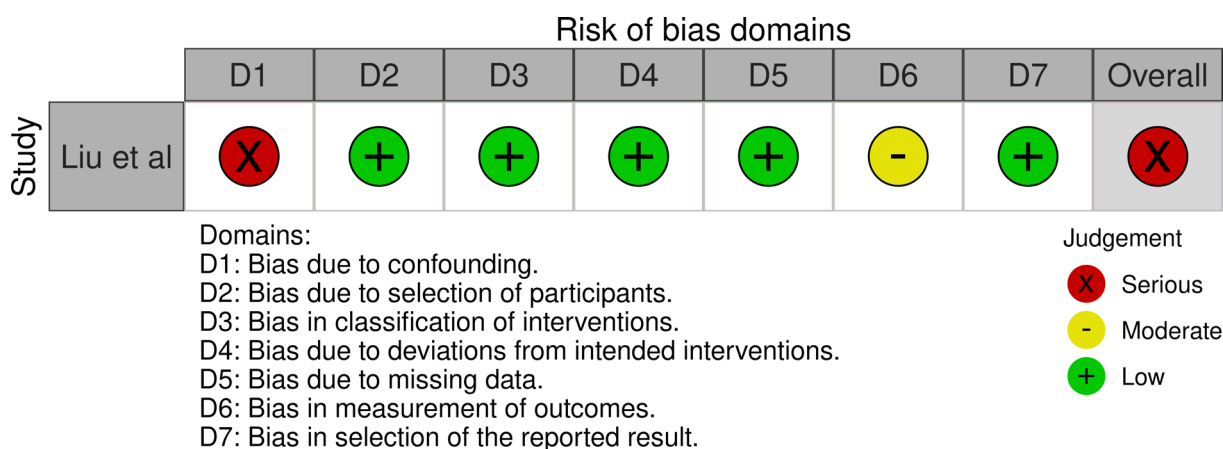 Risk of bias domains
D1 D2 D3 D4 D5 D6 D7 Overall
Study
Liu et al X + + + + - + X
Domains:
D1: Bias due to confounding.
D2: Bias due to selection of participants.
D3: Bias in classification of interventions.
D4: Bias due to deviations from intended interventions.
D5: Bias due to missing data.
D6: Bias in measurement of outcomes.
D7: Bias in selection of the reported result.
Judgement
X Serious
- Moderate
+ Low